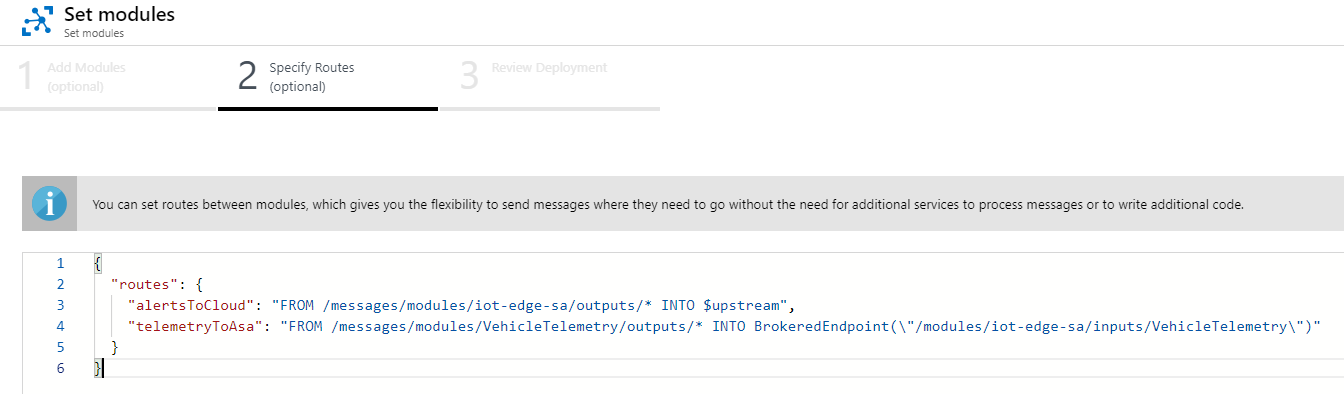 Set modules
Set modules
1 Add Modules
(optional)
2 Specify Routes
(optional)
3 Review Deployment
i You can set routes between modules, which gives you the flexibility to send messages where they need to go without the need for additional services to process messages or to write additional code.
1 {
2 "routes": {
3 "alertsToCloud": "FROM /messages/modules/iot-edge-sa/outputs/* INTO $upstream",
4 "telemetryToAsa": "FROM /messages/modules/VehicleTelemetry/outputs/* INTO BrokeredEndpoint(\"/modules/iot-edge-sa/inputs/VehicleTelemetry\")"
5 }
6 }